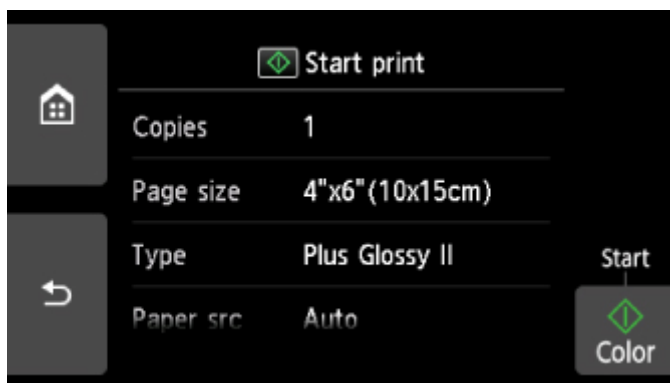 Start print
Copies 1
Page size 4"x6"(10x15cm)
Type Plus Glossy II
Paper src Auto
Start
Color